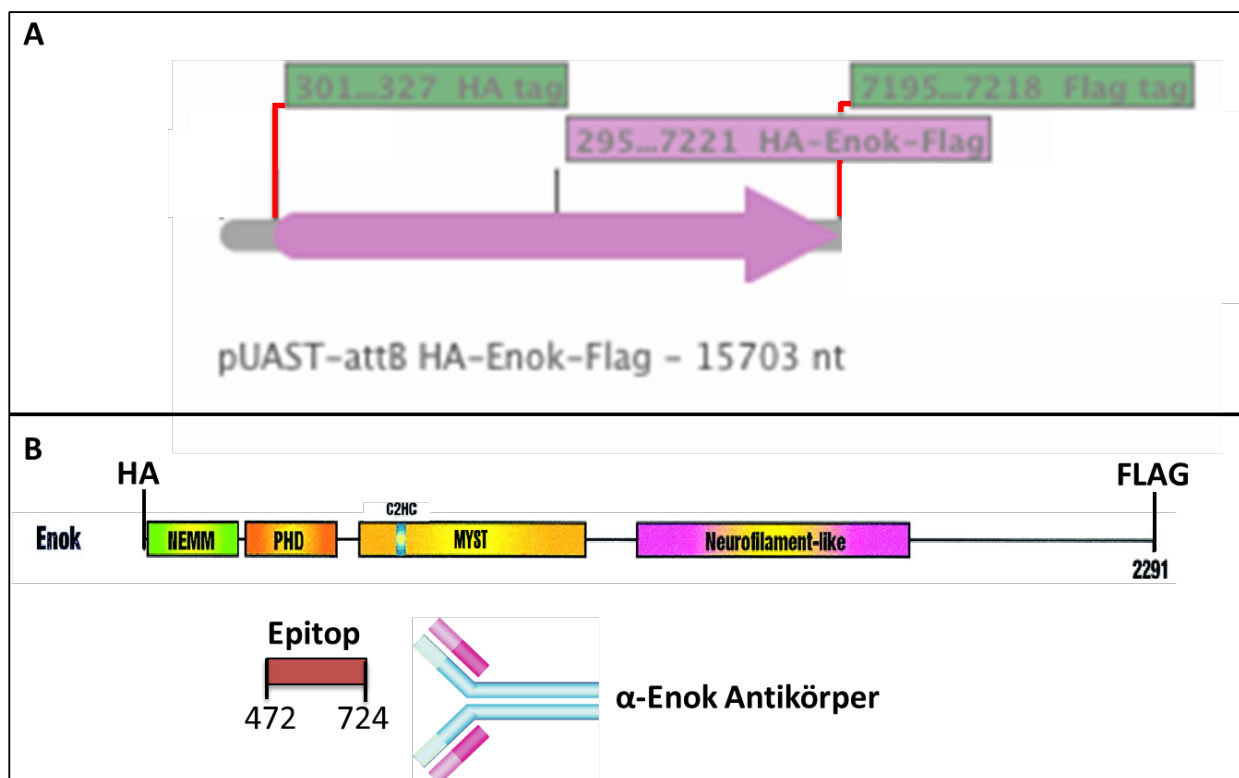 A
301...327 HA tag
7195...7218 Flag tag
295...7221 HA-Enok-Flag
pUAST-attB HA-Enok-Flag - 15703 nt
B
HA
FLAG
C2HC
Enok
NEMM
PHD
MYST
Neurofilament-like
2291
Epitop
472
724
α-Enok Antikörper